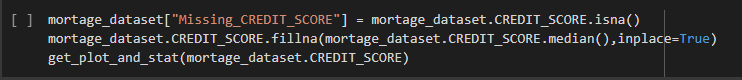 [ ] mortage_dataset["Missing_CREDIT_SCORE"] = mortage_dataset.CREDIT_SCORE.isna()
mortage_dataset.CREDIT_SCORE.fillna(mortage_dataset.CREDIT_SCORE.median(),inplace=True)
get_plot_and_stat(mortage_dataset.CREDIT_SCORE)